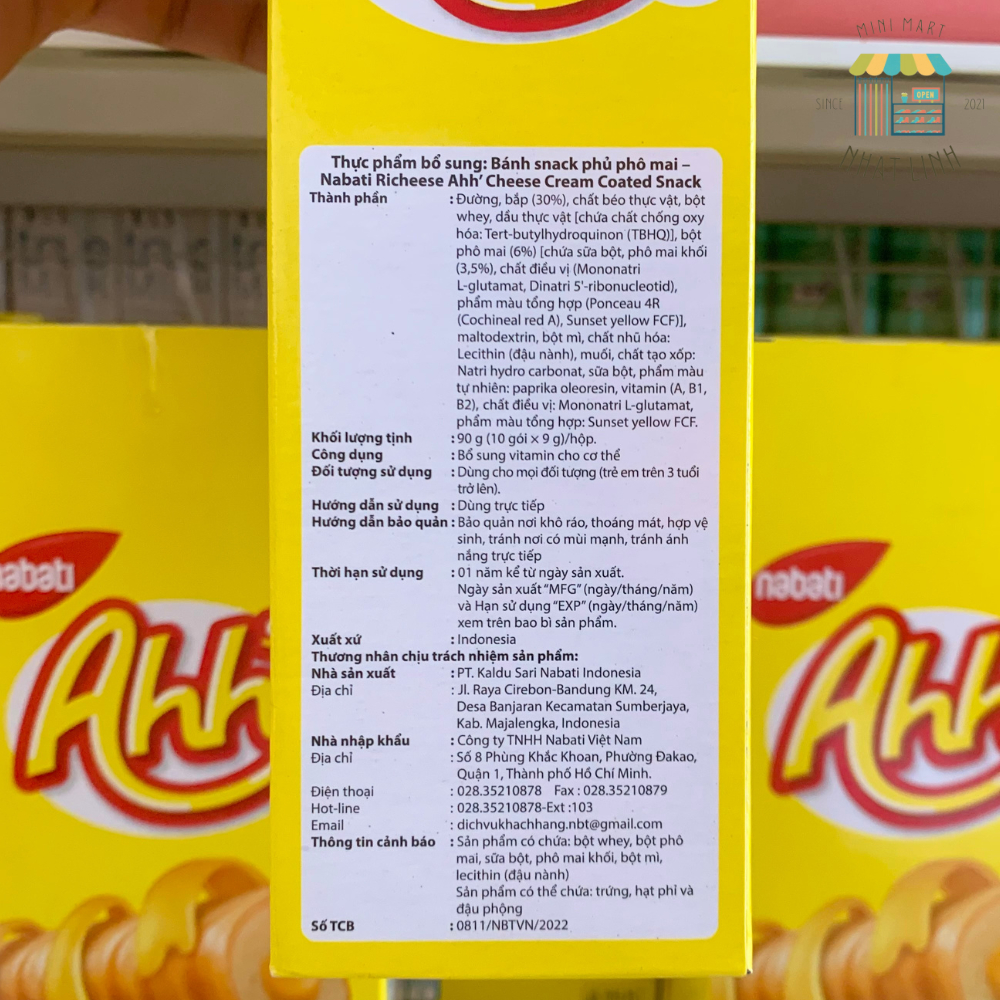 MINI MART
OPEN
SINCE 2021
NHATLINH
Thực phẩm bổ sung: Bánh snack phủ phô mai –
Nabati Richeese Ahh' Cheese Cream Coated Snack
Thành phần : Đường, bắp (30%), chất béo thực vật, bột
whey, dầu thực vật [chứa chất chống oxy
hóa: Tert-butylhydroquinon (TBHQ)], bột
phô mai (6%) [chứa sữa bột, phô mai khối
(3,5%), chất điều vị (Mononatri
L-glutamat, Dinatri 5'-ribonucleotid),
phẩm màu tổng hợp (Ponceau 4R
(Cochineal red A), Sunset yellow FCF)],
maltodextrin, bột mì, chất nhũ hóa:
Lecithin (đậu nành), muối, chất tạo xốp:
Natri hydro carbonat, sữa bột, phẩm màu
tự nhiên: paprika oleoresin, vitamin (A, B1,
B2), chất điều vị: Mononatri L-glutamat,
phẩm màu tổng hợp: Sunset yellow FCF.
Khối lượng tịnh : 90 g (10 gói × 9 g)/hộp.
Công dụng : Bổ sung vitamin cho cơ thể
Đối tượng sử dụng : Dùng cho mọi đối tượng (trẻ em trên 3 tuổi
trở lên).
Hướng dẫn sử dụng : Dùng trực tiếp
Hướng dẫn bảo quản : Bảo quản nơi khô ráo, thoáng mát, hợp vệ
sinh, tránh nơi có mùi mạnh, tránh ánh
nắng trực tiếp
Thời hạn sử dụng : 01 năm kể từ ngày sản xuất.
Ngày sản xuất "MFG" (ngày/tháng/năm)
và Hạn sử dụng "EXP" (ngày/tháng/năm)
xem trên bao bì sản phẩm.
Xuất xứ : Indonesia
Thương nhân chịu trách nhiệm sản phẩm:
Nhà sản xuất : PT. Kaldu Sari Nabati Indonesia
Địa chỉ : Jl. Raya Cirebon-Bandung KM. 24,
Desa Banjaran Kecamatan Sumberjaya,
Kab. Majalengka, Indonesia
Nhà nhập khẩu : Công ty TNHH Nabati Việt Nam
Địa chỉ : Số 8 Phùng Khắc Khoan, Phường Đakao,
Quận 1, Thành phố Hồ Chí Minh.
Điện thoại : 028.35210878 Fax : 028.35210879
Hot-line : 028.35210878-Ext :103
Email : dichvukhachhang.nbt@gmail.com
Thông tin cảnh báo : Sản phẩm có chứa: bột whey, bột phô
mai, sữa bột, phô mai khối, bột mì,
lecithin (đậu nành)
Sản phẩm có thể chứa: trứng, hạt phỉ và
đậu phộng
Số TCB : 0811/NBTVN/2022
nabati
Ahh
nabati
Ahh